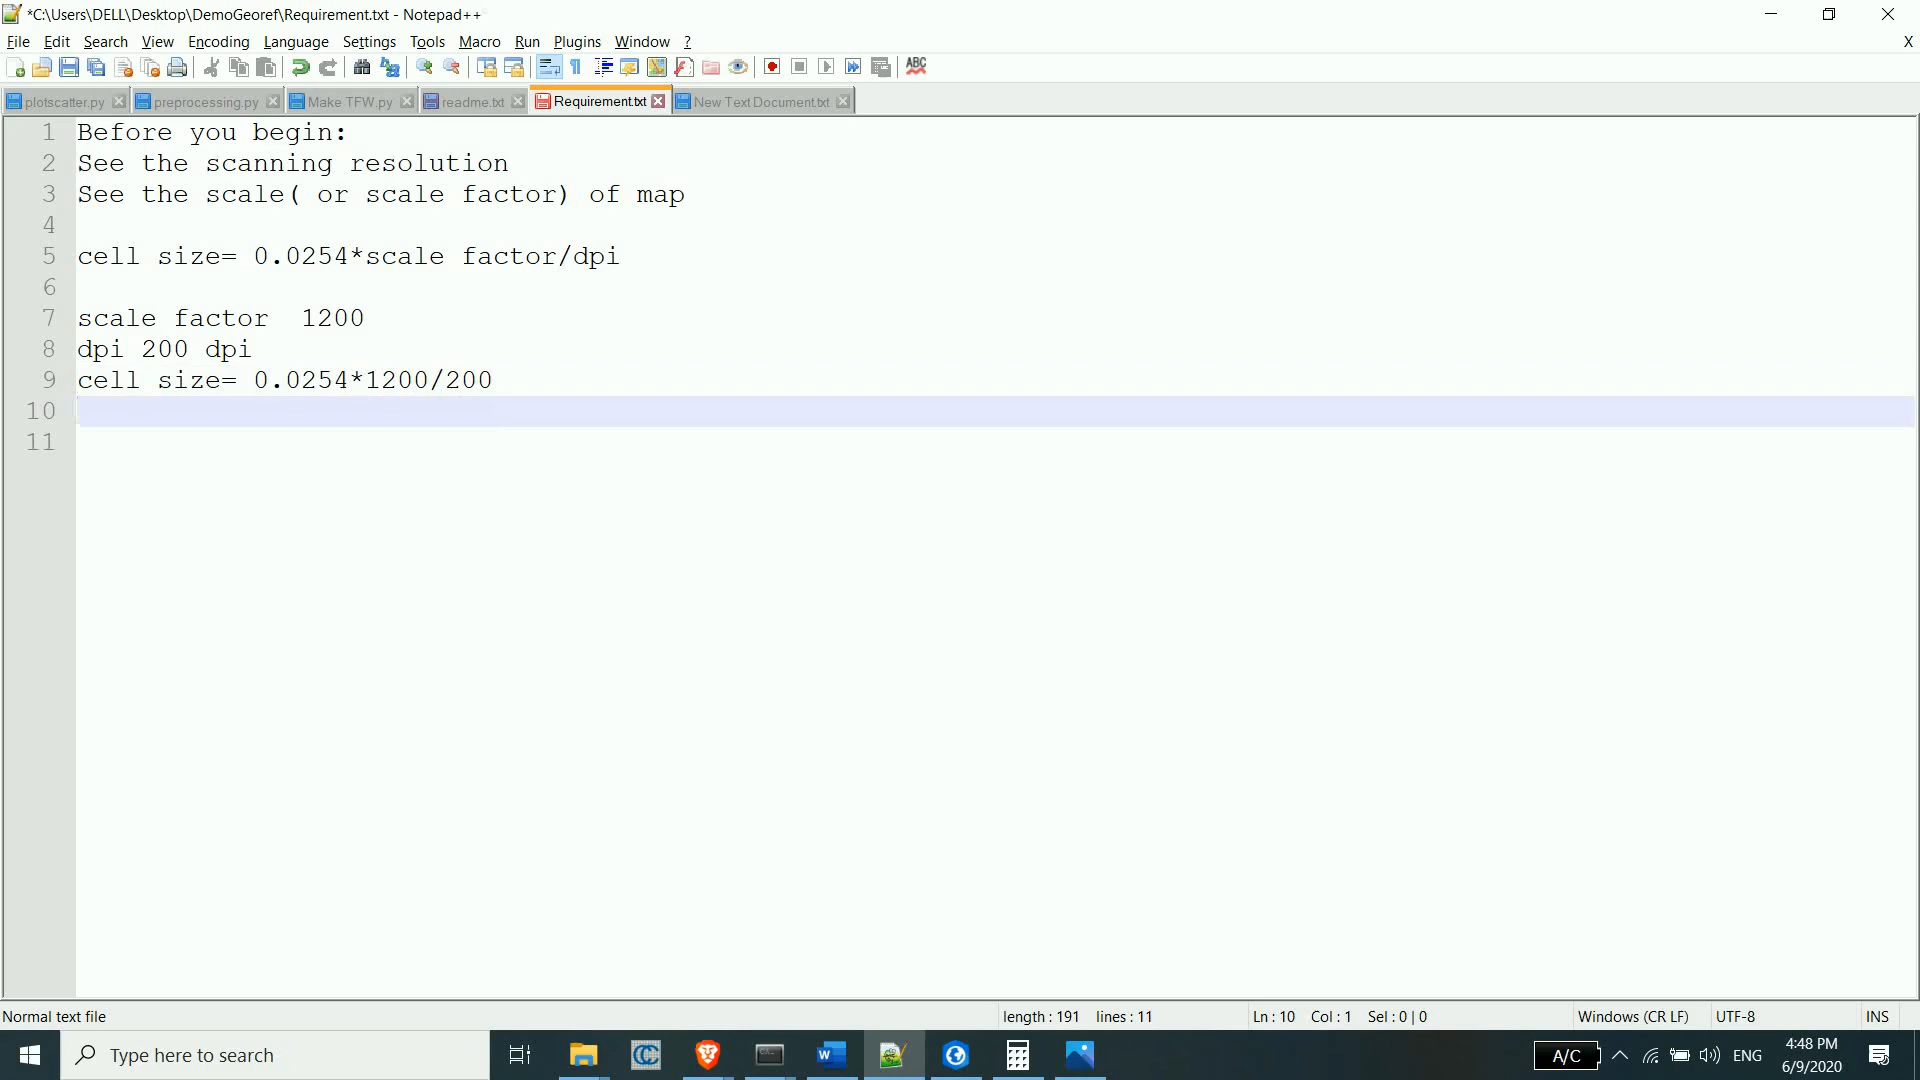 *C:\Users\DELL\Desktop\DemoGeoref\Requirement.txt - Notepad++
File Edit Search View Encoding Language Settings Tools Macro Run Plugins Window ? X
ABC
plotscatter.py preprocessing.py Make TFW.py readme.txt Requirement.txt New Text Document.txt
1 Before you begin:
2 See the scanning resolution
3 See the scale( or scale factor) of map
4
5 cell size= 0.0254*scale factor/dpi
6
7 scale factor  1200
8 dpi 200 dpi
9 cell size= 0.0254*1200/200
10
11
Normal text file length : 191 lines : 11 Ln : 10 Col : 1 Sel : 0 | 0 Windows (CR LF) UTF-8 INS
Type here to search A/C ENG 4:48 PM
6/9/2020